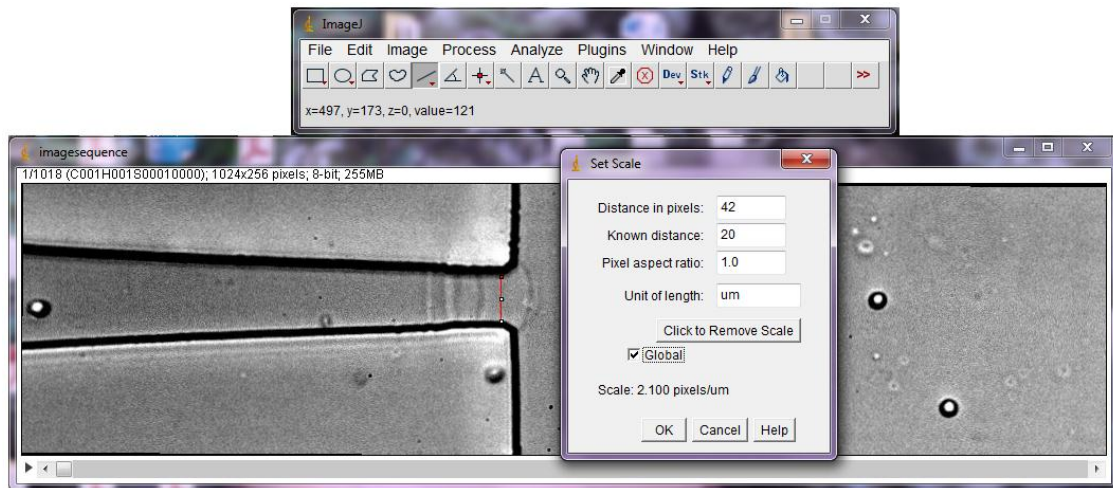 ImageJ
File Edit Image Process Analyze Plugins Window Help
A Dev Stk >>
x=497, y=173, z=0, value=121
imagesequence
1/1018 (C001H001S00010000); 1024x256 pixels; 8-bit; 255MB
Set Scale
Distance in pixels: 42
Known distance: 20
Pixel aspect ratio: 1.0
Unit of length: um
Click to Remove Scale
Global
Scale: 2.100 pixels/um
OK Cancel Help